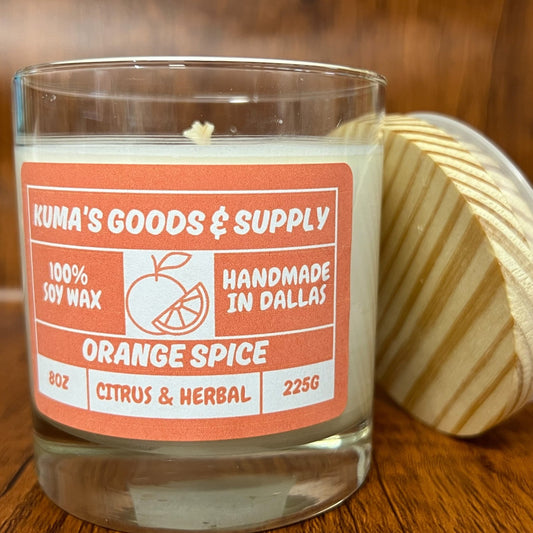 KUMA'S GOODS & SUPPLY
100%
SOY WAX
HANDMADE
IN DALLAS
ORANGE SPICE
8OZ
CITRUS & HERBAL
225G